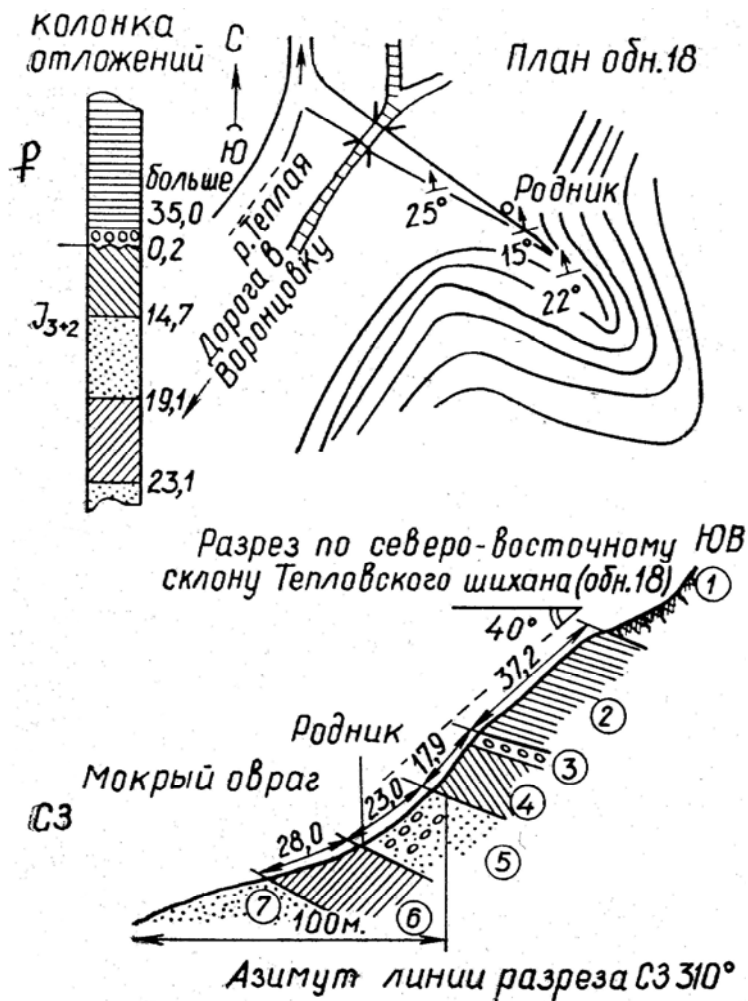 колонка
отложений
С
Ю
План обн.18
₽
больше
35,0
0,2
J3+2
14,7
19,1
23,1
р. Теплая
Дорога в
Воронцовку
25°
Родник
15°
22°
Разрез по северо-восточному
склону Тепловского шихана (обн.18)
ЮВ
1
40°
37,2
2
Родник
17,9
3
Мокрый овраг
23,0
4
СЗ
28,0
5
7
6
100м.
Азимут линии разреза СЗ 310°